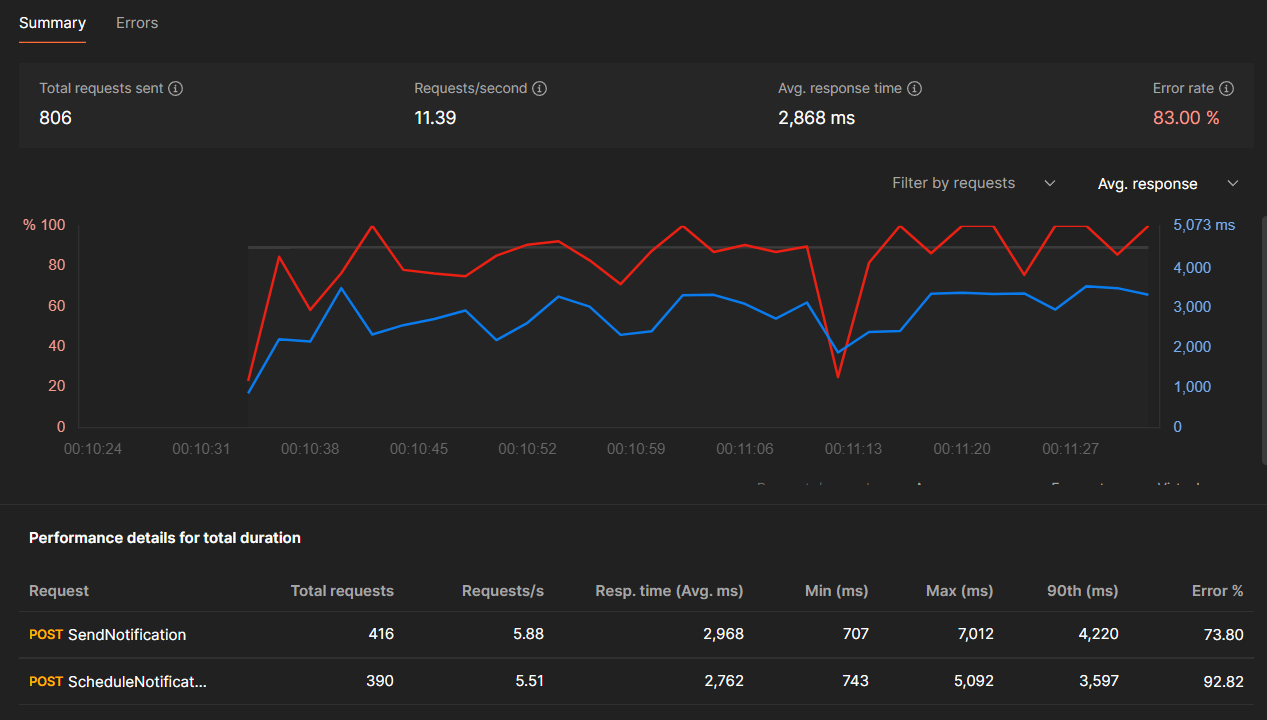 Summary Errors
Total requests sent Requests/second Avg. response time Error rate
806 11.39 2,868 ms 83.00 %
Filter by requests Avg. response
% 100 5,073 ms
80 4,000
60 3,000
40 2,000
20 1,000
0 0
00:10:24 00:10:31 00:10:38 00:10:45 00:10:52 00:10:59 00:11:06 00:11:13 00:11:20 00:11:27
Performance details for total duration
Request Total requests Requests/s Resp. time (Avg. ms) Min (ms) Max (ms) 90th (ms) Error %
POST SendNotification 416 5.88 2,968 707 7,012 4,220 73.80
POST ScheduleNotificat... 390 5.51 2,762 743 5,092 3,597 92.82